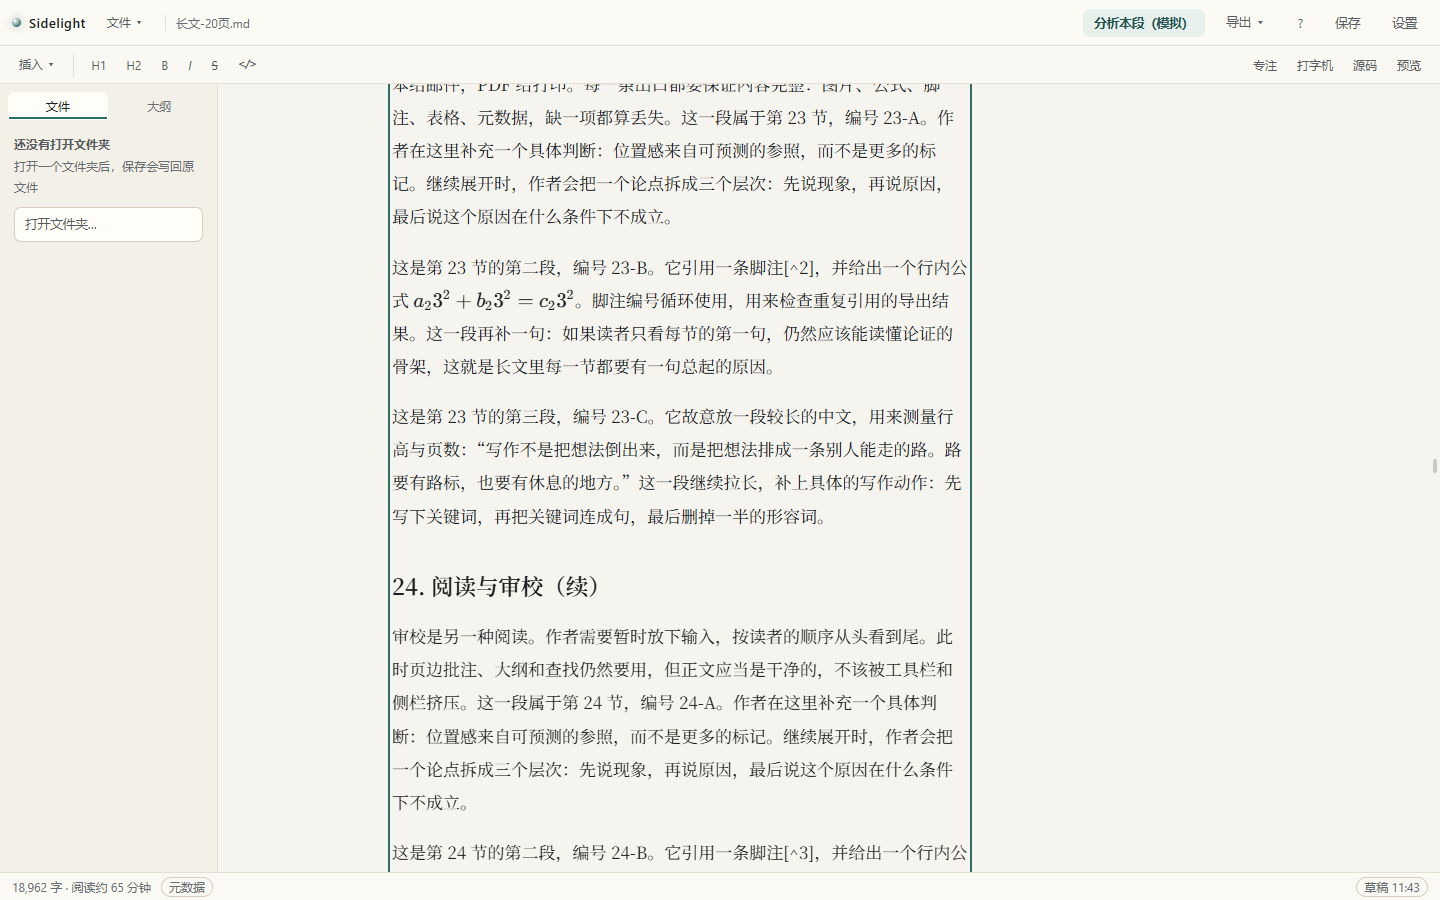 Sidelight 文件 ▾ 长文-20页.md 分析本段（模拟） 导出 ▾ ? 保存 设置
插入 ▾ H1 H2 B I S </> 专注 打字机 源码 预览
文件 大纲
还没有打开文件夹
打开一个文件夹后，保存会写回原
文件
打开文件夹...
本给邮件，PDF 给打印。每一条出口都要保证内容完整：图片、公式、脚
注、表格、元数据，缺一项都算丢失。这一段属于第 23 节，编号 23-A。作
者在这里补充一个具体判断：位置感来自可预测的参照，而不是更多的标
记。继续展开时，作者会把一个论点拆成三个层次：先说现象，再说原因，
最后说这个原因在什么条件下不成立。
这是第 23 节的第二段，编号 23-B。它引用一条脚注[^2]，并给出一个行内公
式 a₂3² + b₂3² = c₂3²。脚注编号循环使用，用来检查重复引用的导出结
果。这一段再补一句：如果读者只看每节的第一句，仍然应该能读懂论证的
骨架，这就是长文里每一节都要有一句总起的原因。
这是第 23 节的第三段，编号 23-C。它故意放一段较长的中文，用来测量行
高与页数：“写作不是把想法倒出来，而是把想法排成一条别人能走的路。路
要有路标，也要有休息的地方。”这一段继续拉长，补上具体的写作动作：先
写下关键词，再把关键词连成句，最后删掉一半的形容词。
24. 阅读与审校（续）
审校是另一种阅读。作者需要暂时放下输入，按读者的顺序从头看到尾。此
时页边批注、大纲和查找仍然要用，但正文应当是干净的，不该被工具栏和
侧栏挤压。这一段属于第 24 节，编号 24-A。作者在这里补充一个具体判
断：位置感来自可预测的参照，而不是更多的标记。继续展开时，作者会把
一个论点拆成三个层次：先说现象，再说原因，最后说这个原因在什么条件
下不成立。
这是第 24 节的第二段，编号 24-B。它引用一条脚注[^3]，并给出一个行内公
18,962 字 · 阅读约 65 分钟 元数据 草稿 11:43